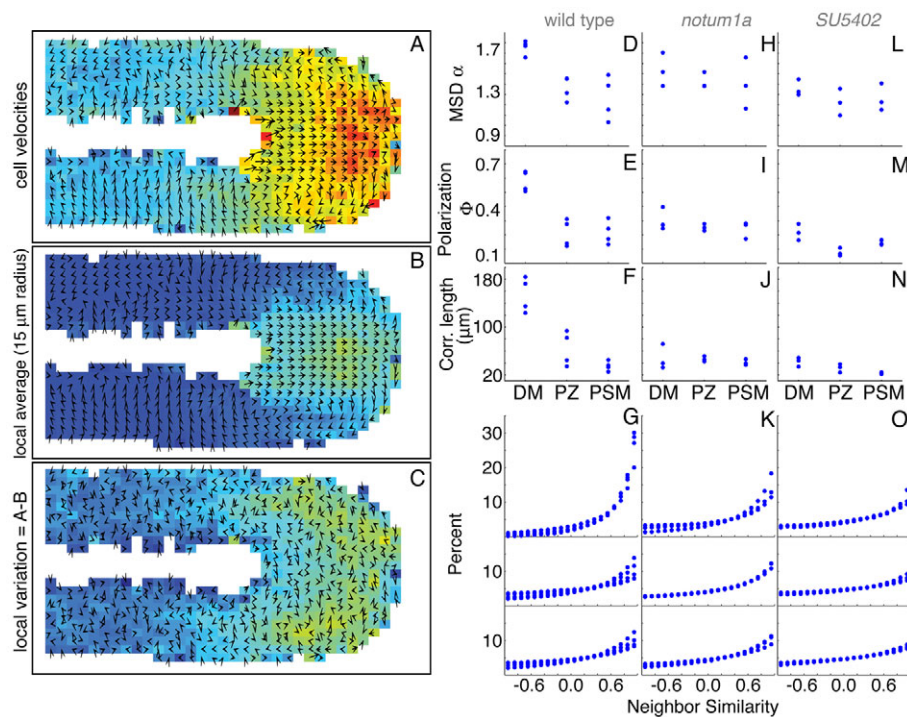 cell velocities
A
local average (15 µm radius)
B
local variation = A-B
C
wild type
notum1a
SU5402
MSD α
1.7
1.3
0.9
D
H
L
Polarization
Φ
0.7
0.4
0.1
E
I
M
Corr. length
(µm)
180
100
20
F
J
N
DM PZ PSM
DM PZ PSM
DM PZ PSM
Percent
30
20
10
10
10
G
K
O
-0.6 0.0 0.6
-0.6 0.0 0.6
-0.6 0.0 0.6
Neighbor Similarity